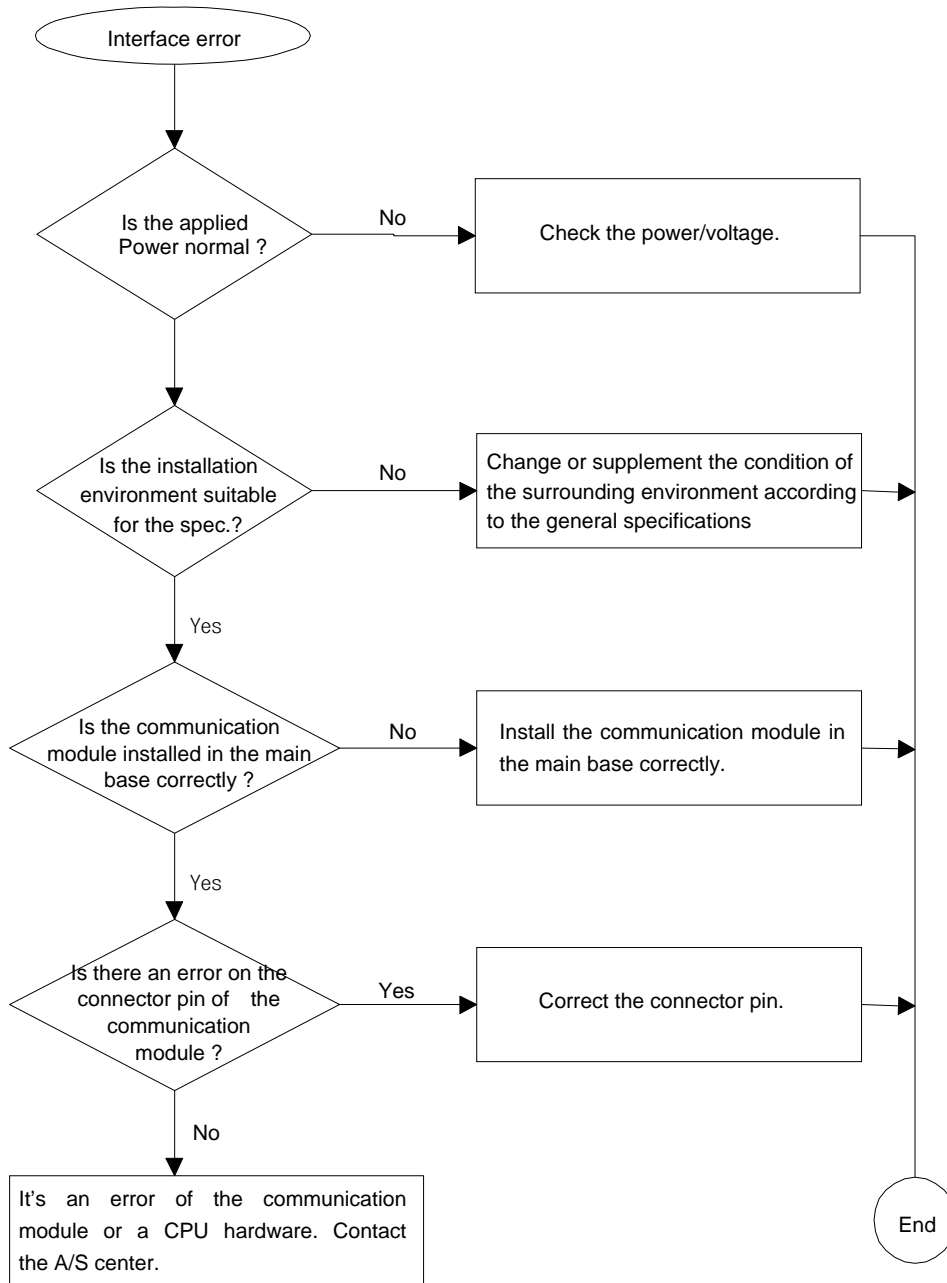 Interface error
Is the applied
Power normal ?
No
Check the power/voltage.
Is the installation
environment suitable
for the spec.?
No
Change or supplement the condition of
the surrounding environment according
to the general specifications
Yes
Is the communication
module installed in the main
base correctly ?
No
Install the communication module in
the main base correctly.
Yes
Is there an error on the
connector pin of the
communication
module ?
Yes
Correct the connector pin.
No
It's an error of the communication
module or a CPU hardware. Contact
the A/S center.
End